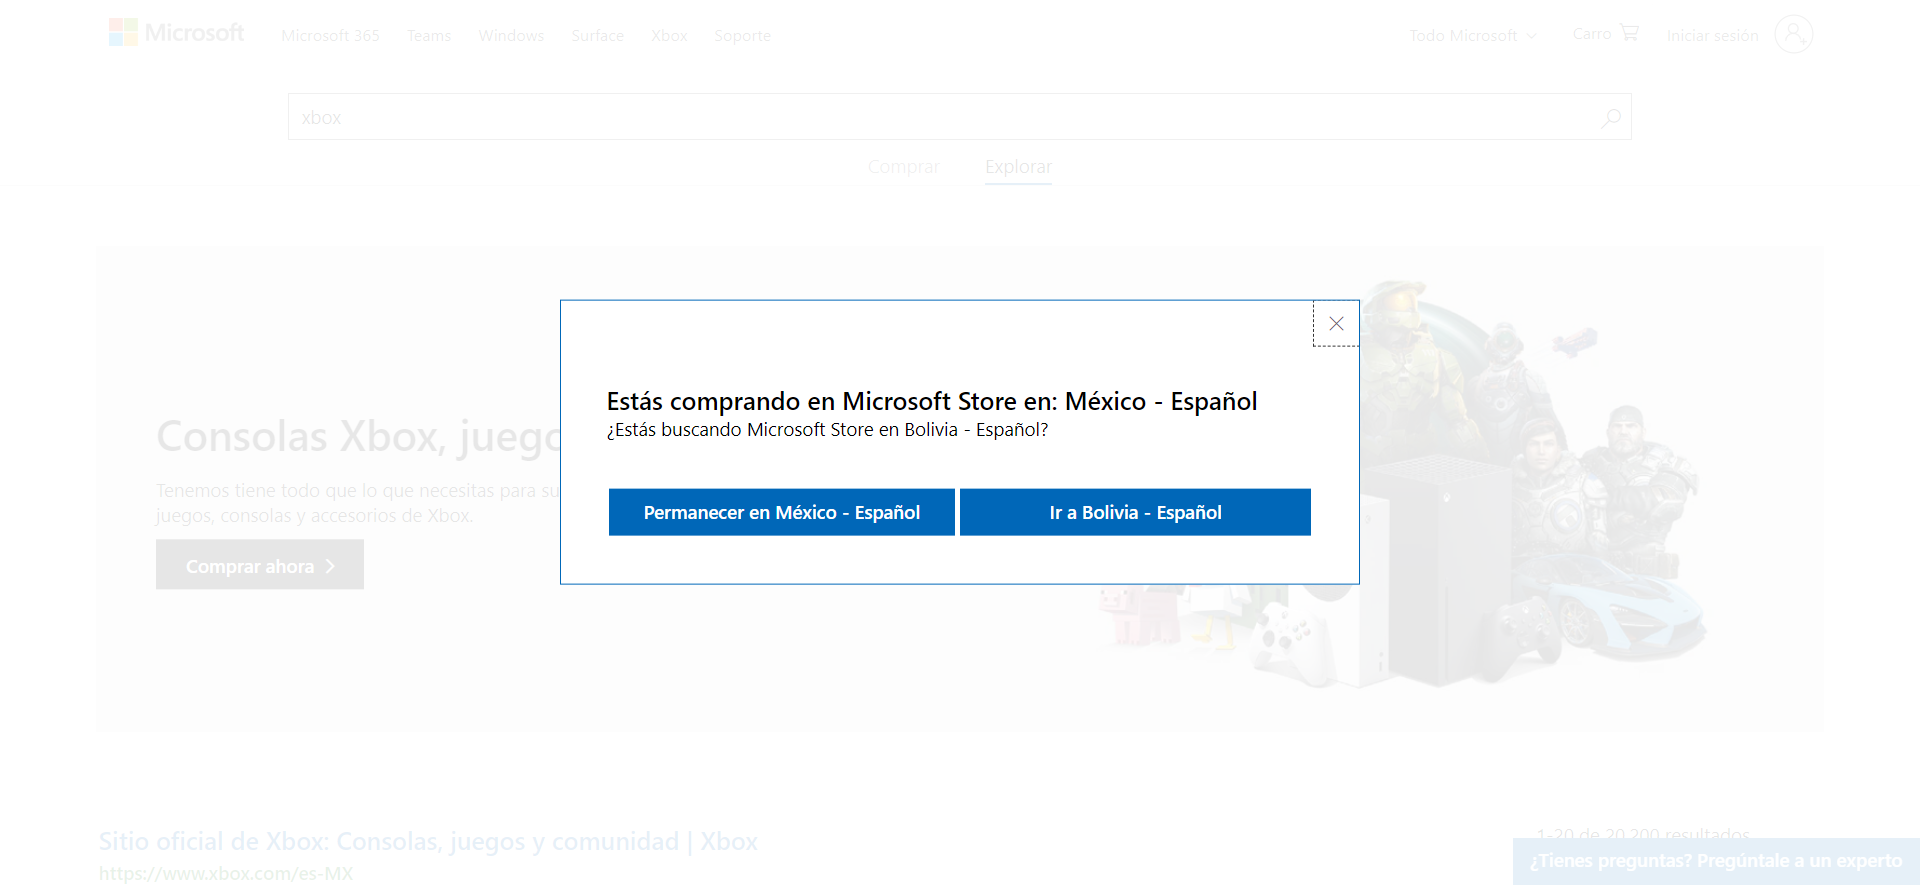 Microsoft
Microsoft 365 Teams Windows Surface Xbox Soporte
Todo Microsoft Carro Iniciar sesión
xbox
Comprar Explorar
Estás comprando en Microsoft Store en: México - Español
¿Estás buscando Microsoft Store en Bolivia - Español?
Permanecer en México - Español Ir a Bolivia - Español
Consolas Xbox, juego
Tenemos tiene todo que lo que necesitas para su
juegos, consolas y accesorios de Xbox.
Comprar ahora
Sitio oficial de Xbox: Consolas, juegos y comunidad | Xbox
https://www.xbox.com/es-MX
1-20 de 20,200 resultados
¿Tienes preguntas? Pregúntale a un experto